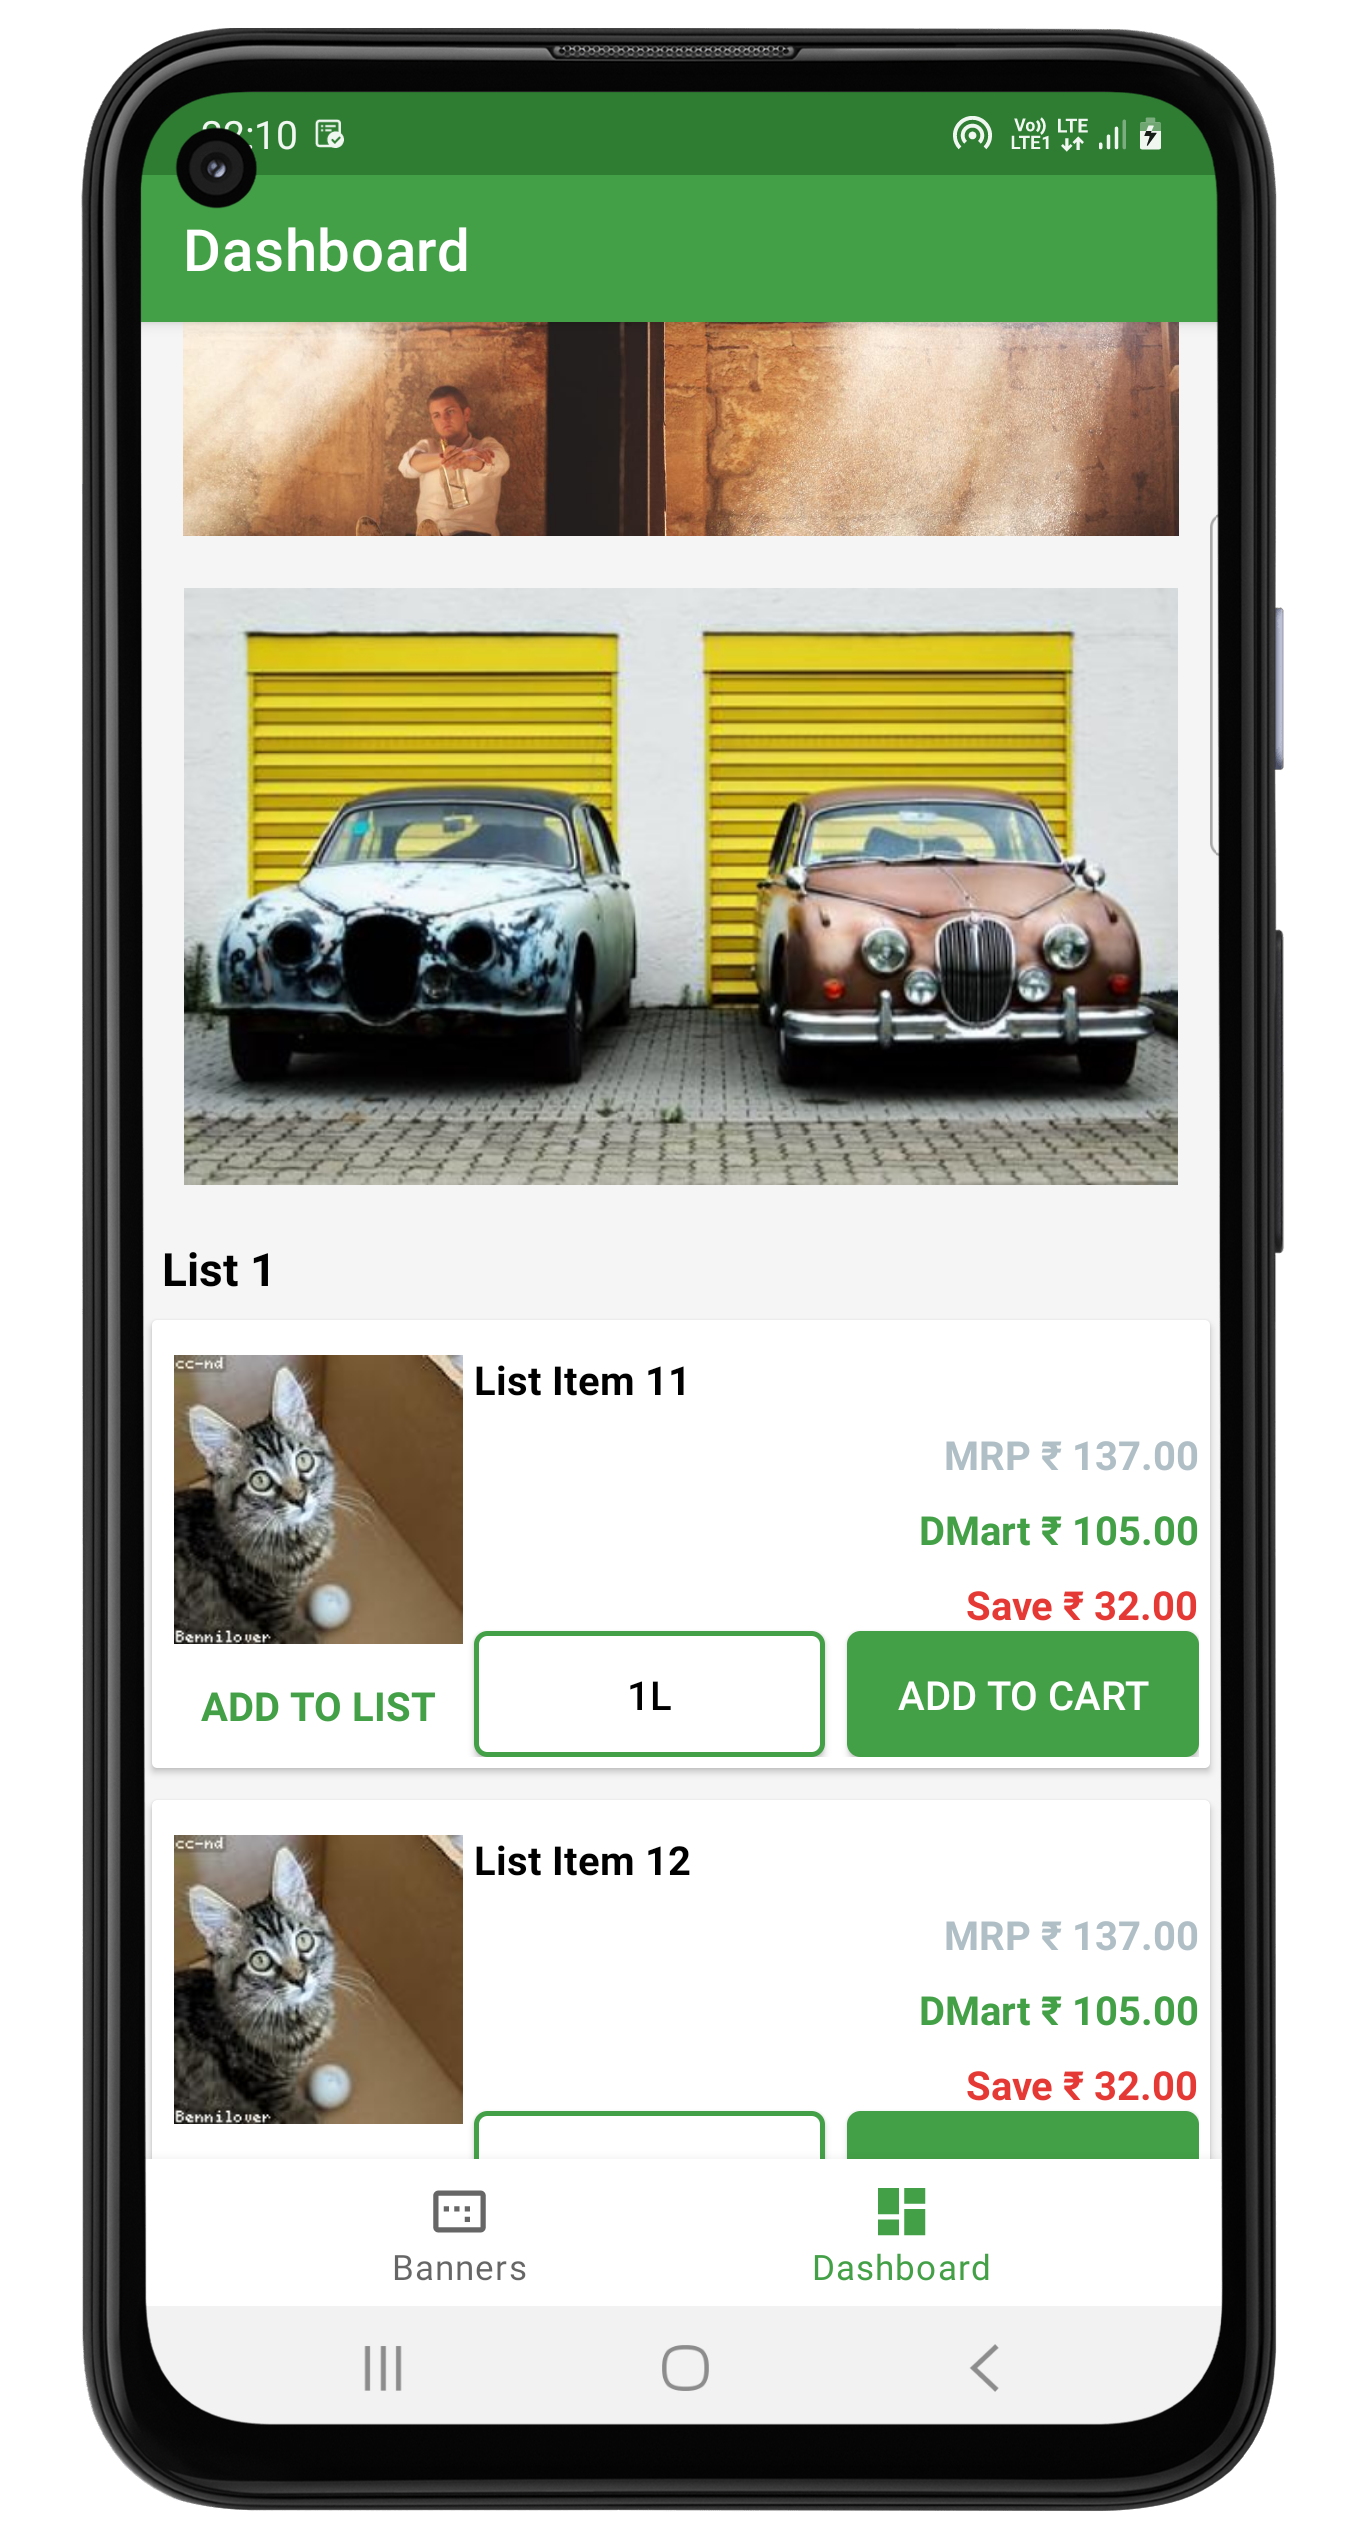 :10
Vo)) LTE
LTE1
Dashboard
List 1
cc-nd
Bennilover
List Item 11
MRP ₹ 137.00
DMart ₹ 105.00
Save ₹ 32.00
ADD TO LIST
1L
ADD TO CART
cc-nd
Bennilover
List Item 12
MRP ₹ 137.00
DMart ₹ 105.00
Save ₹ 32.00
Banners
Dashboard